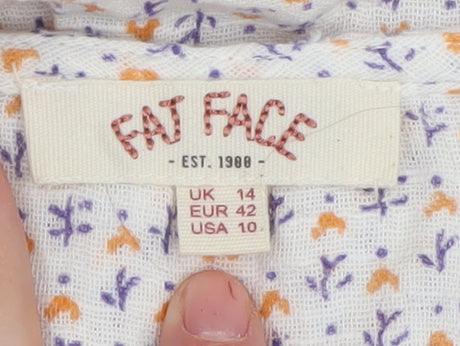 FAT FACE
- EST. 1988 -
UK 14
EUR 42
USA 10